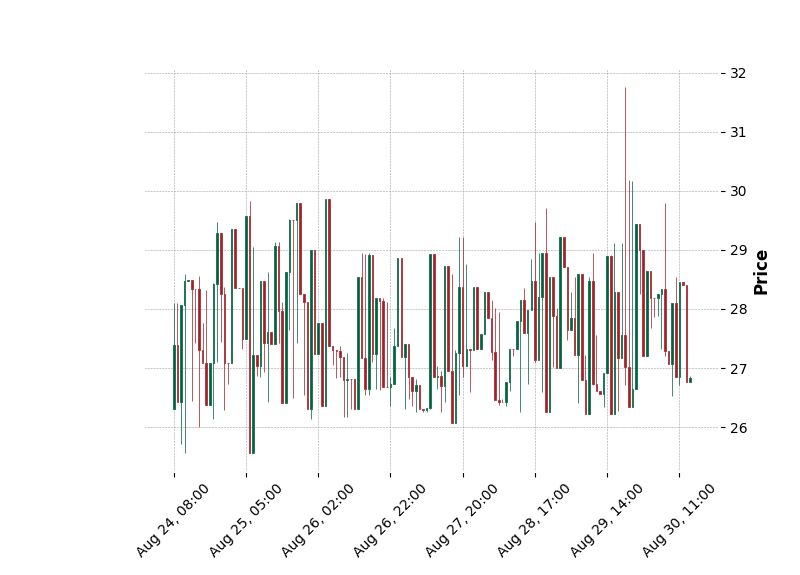 32
31
30
29
28
27
26
Price
Aug 24, 08:00
Aug 25, 05:00
Aug 26, 02:00
Aug 26, 22:00
Aug 27, 20:00
Aug 28, 17:00
Aug 29, 14:00
Aug 30, 11:00